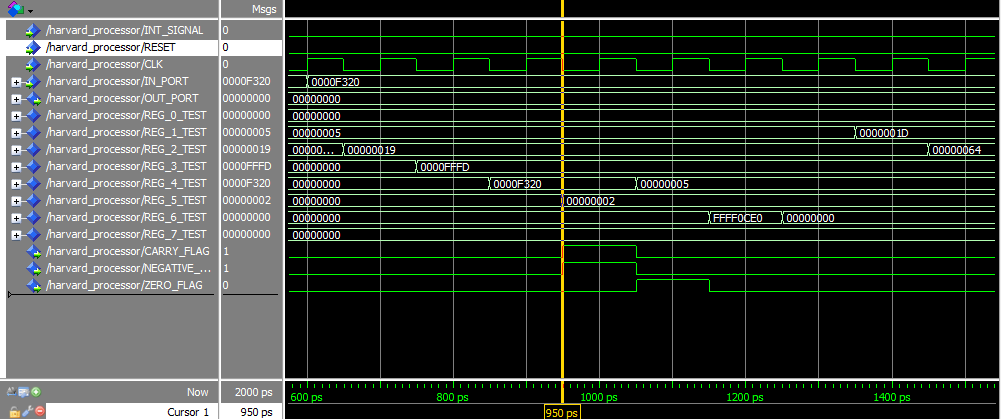 Msgs
/harvard_processor/INT_SIGNAL 0
/harvard_processor/RESET 0
/harvard_processor/CLK 0
/harvard_processor/IN_PORT 0000F320 0000F320
/harvard_processor/OUT_PORT 00000000 00000000
/harvard_processor/REG_0_TEST 00000000 00000000
/harvard_processor/REG_1_TEST 00000005 00000005 0000001D
/harvard_processor/REG_2_TEST 00000019 00000... 00000019 00000064
/harvard_processor/REG_3_TEST 0000FFFD 00000000 0000FFFD
/harvard_processor/REG_4_TEST 0000F320 00000000 0000F320 00000005
/harvard_processor/REG_5_TEST 00000002 00000000 00000002
/harvard_processor/REG_6_TEST 00000000 00000000 FFFF0CE0 00000000
/harvard_processor/REG_7_TEST 00000000 00000000
/harvard_processor/CARRY_FLAG 1
/harvard_processor/NEGATIVE_... 1
/harvard_processor/ZERO_FLAG 0
Now 2000 ps 600 ps 800 ps 1000 ps 1200 ps 1400 ps
Cursor 1 950 ps 950 ps